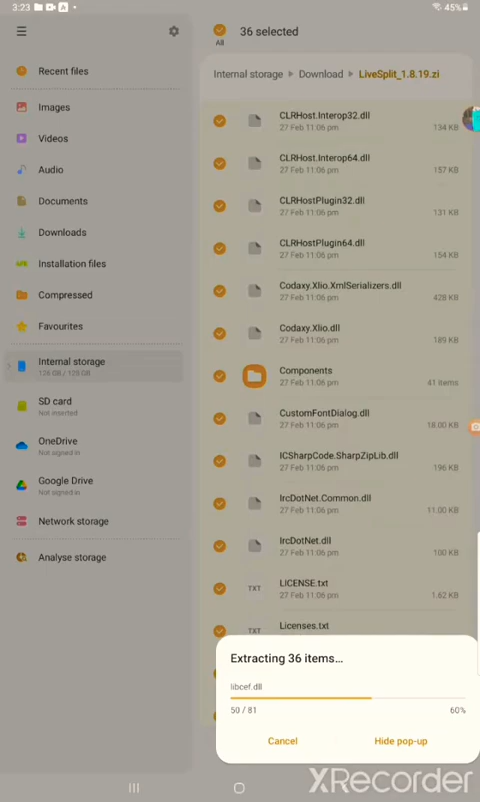 3:23
45%
36 selected
All
Internal storage
Download
LiveSplit_1.8.19.zi
Recent files
Images
Videos
Audio
Documents
Downloads
APK
Installation files
Compressed
Favourites
Internal storage
126 GB / 125 GB
SD card
Not inserted
OneDrive
Not signed in
Google Drive
Not signed in
Network storage
Analyse storage
CLRHost.Interop32.dll
27 Feb 11:06 pm
134 KB
CLRHost.Interop64.dll
27 Feb 11:06 pm
157 KB
CLRHostPlugin32.dll
27 Feb 11:06 pm
131 KB
CLRHostPlugin64.dll
27 Feb 11:06 pm
154 KB
Codaxy.Xlio.XmlSerializers.dll
27 Feb 11:06 pm
428 KB
Codaxy.Xlio.dll
27 Feb 11:06 pm
189 KB
Components
27 Feb 11:06 pm
41 items
CustomFontDialog.dll
27 Feb 11:06 pm
18.00 KB
ICSharpCode.SharpZipLib.dll
27 Feb 11:06 pm
196 KB
IrcDotNet.Common.dll
27 Feb 11:06 pm
11.00 KB
IrcDotNet.dll
27 Feb 11:06 pm
100 KB
TXT
LICENSE.txt
27 Feb 11:06 pm
1.62 KB
TXT
Licenses.txt
Extracting 36 items...
libcef.dll
50 / 81
60%
Cancel
Hide pop-up
XRecorder